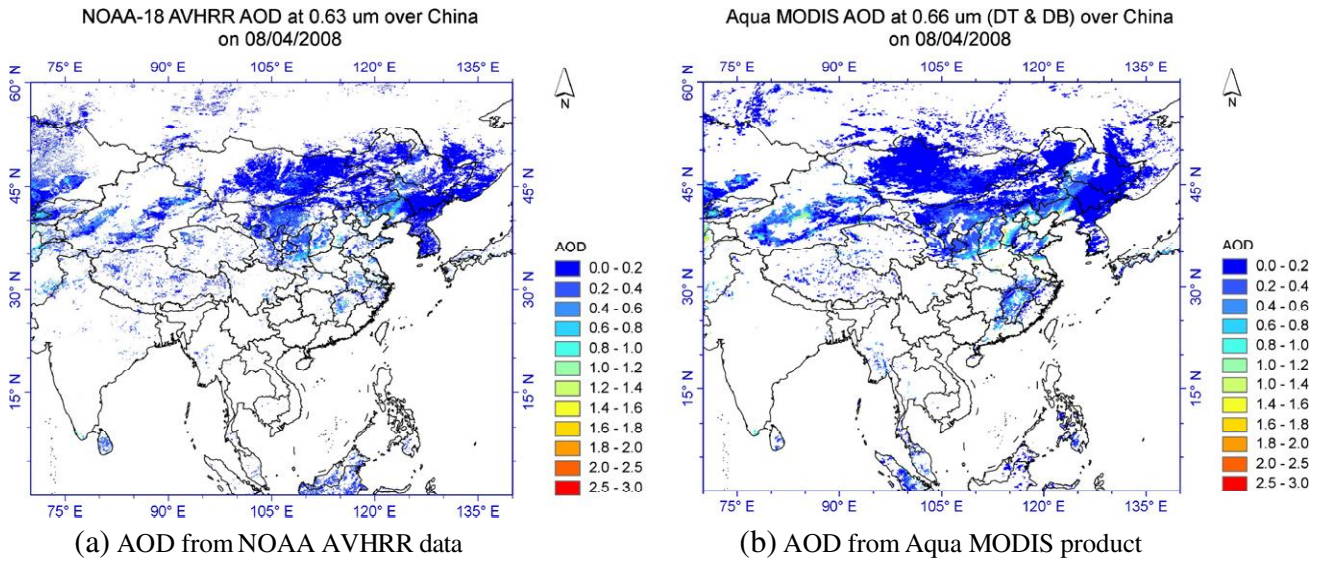 NOAA-18 AVHRR AOD at 0.63 um over China
on 08/04/2008
75° E 90° E 105° E 120° E 135° E
60° N
45° N
30° N
15° N
75° E 90° E 105° E 120° E 135° E
N
AOD
0.0 - 0.2
0.2 - 0.4
0.4 - 0.6
0.6 - 0.8
0.8 - 1.0
1.0 - 1.2
1.2 - 1.4
1.4 - 1.6
1.6 - 1.8
1.8 - 2.0
2.0 - 2.5
2.5 - 3.0
(a) AOD from NOAA AVHRR data
Aqua MODIS AOD at 0.66 um (DT & DB) over China
on 08/04/2008
75° E 90° E 105° E 120° E 135° E
60° N
45° N
30° N
15° N
75° E 90° E 105° E 120° E 135° E
N
AOD
0.0 - 0.2
0.2 - 0.4
0.4 - 0.6
0.6 - 0.8
0.8 - 1.0
1.0 - 1.2
1.0 - 1.4
1.4 - 1.6
1.6 - 1.8
1.8 - 2.0
2.0 - 2.5
2.5 - 3.0
(b) AOD from Aqua MODIS product